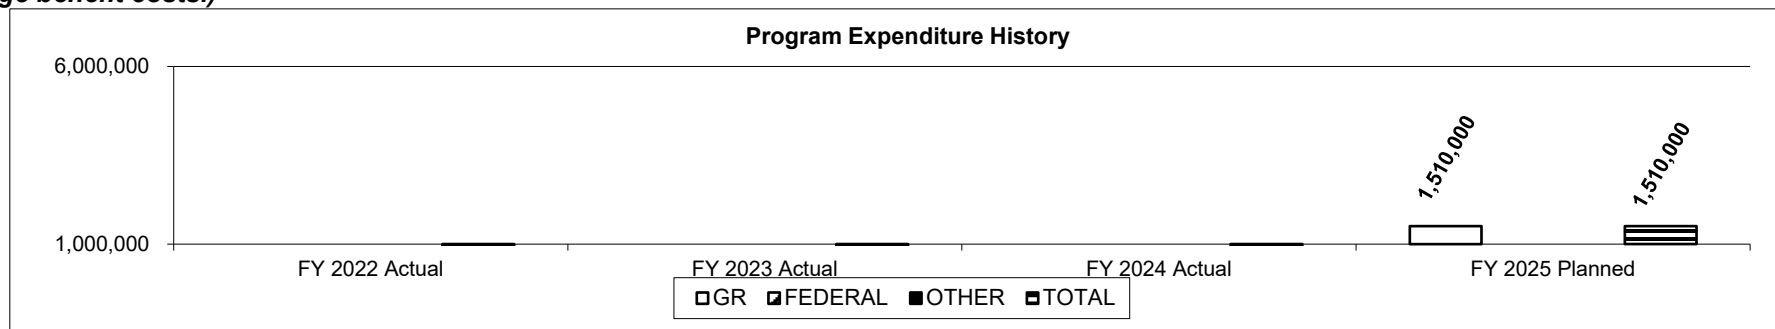 ge benefit costs.)
Program Expenditure History
6,000,000
1,510,000
1,510,000
1,000,000
FY 2022 Actual
FY 2023 Actual
FY 2024 Actual
FY 2025 Planned
GR FEDERAL OTHER TOTAL